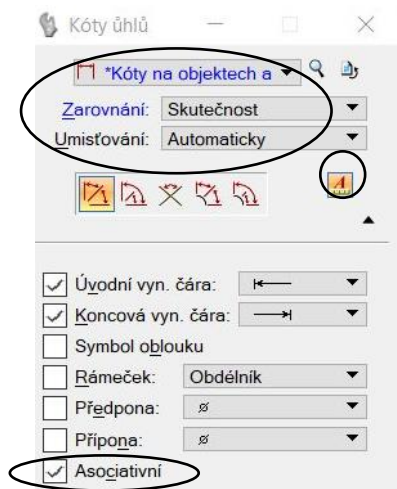 Kóty ůhlů
*Kóty na objektech a
Zarovnání: Skutečnost
Umisťování: Automaticky
A
Úvodní vyn. čára:
Koncová vyn. čára:
Symbol oblouku
Rámeček: Obdélník
Předpona: ø
Přípona: ø
Asociativní